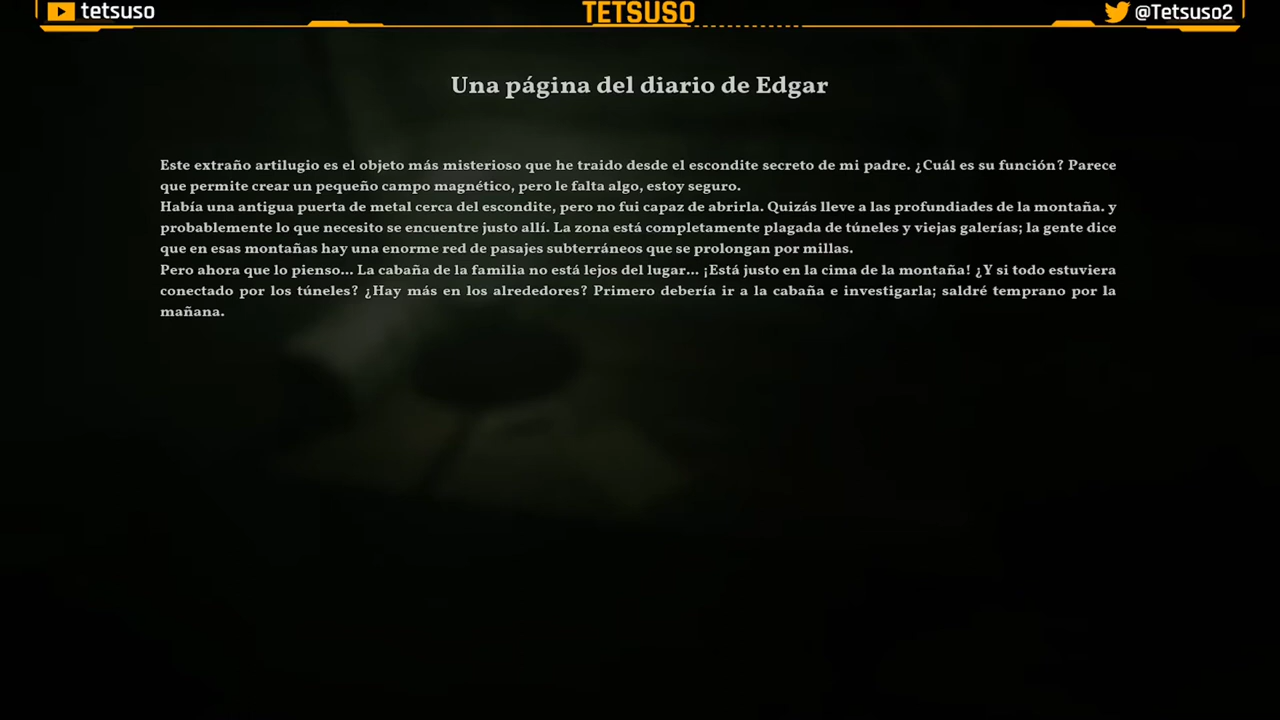 tetsuso
TETSUSO
@Tetsuso2
Una página del diario de Edgar
Este extraño artilugio es el objeto más misterioso que he traido desde el escondite secreto de mi padre. ¿Cuál es su función? Parece
que permite crear un pequeño campo magnético, pero le falta algo, estoy seguro.
Había una antigua puerta de metal cerca del escondite, pero no fui capaz de abrirla. Quizás lleve a las profundiades de la montaña. y
probablemente lo que necesito se encuentre justo allí. La zona está completamente plagada de túneles y viejas galerías; la gente dice
que en esas montañas hay una enorme red de pasajes subterráneos que se prolongan por millas.
Pero ahora que lo pienso... La cabaña de la familia no está lejos del lugar... ¡Está justo en la cima de la montaña! ¿Y si todo estuviera
conectado por los túneles? ¿Hay más en los alrededores? Primero debería ir a la cabaña e investigarla; saldré temprano por la
mañana.